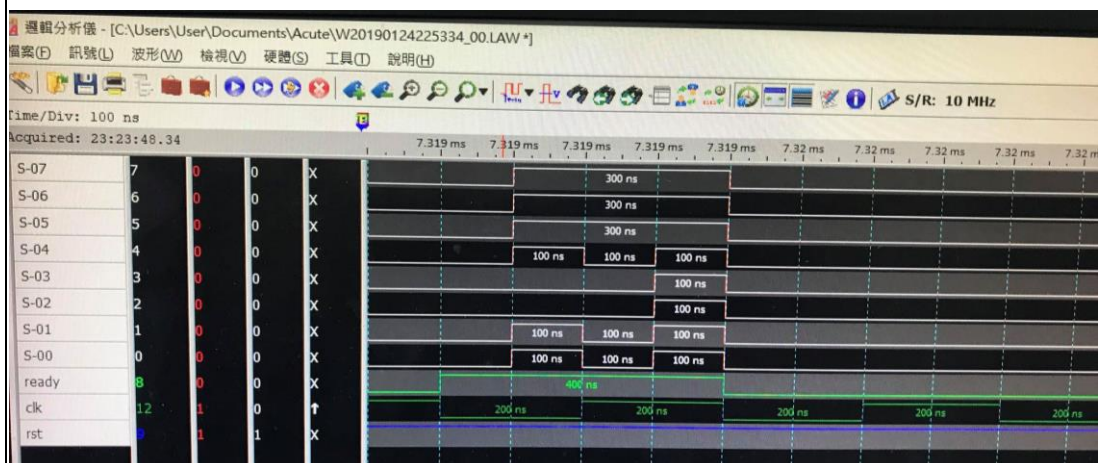 邏輯分析儀 - [C:\Users\User\Documents\Acute\W20190124225334_00.LAW *]
檔案(F) 訊號(L) 波形(W) 檢視(V) 硬體(S) 工具(T) 說明(H)
S/R: 10 MHz
Time/Div: 100 ns
Acquired: 23:23:48.34
7.319 ms 7.319 ms 7.319 ms 7.319 ms 7.319 ms 7.32 ms 7.32 ms 7.32 ms 7.32 ms 7.32 m
S-07 7 0 0 X 300 ns
S-06 6 0 0 X 300 ns
S-05 5 0 0 X 300 ns
S-04 4 0 0 X 100 ns 100 ns 100 ns
S-03 3 0 0 X 100 ns
S-02 2 0 0 X 100 ns
S-01 1 0 0 X 100 ns 100 ns 100 ns
S-00 0 0 0 X 100 ns 100 ns 100 ns
ready 8 0 0 X 400 ns
clk 12 1 0 ↑ 200 ns 200 ns 200 ns 200 ns 200 ns
rst 9 1 1 X